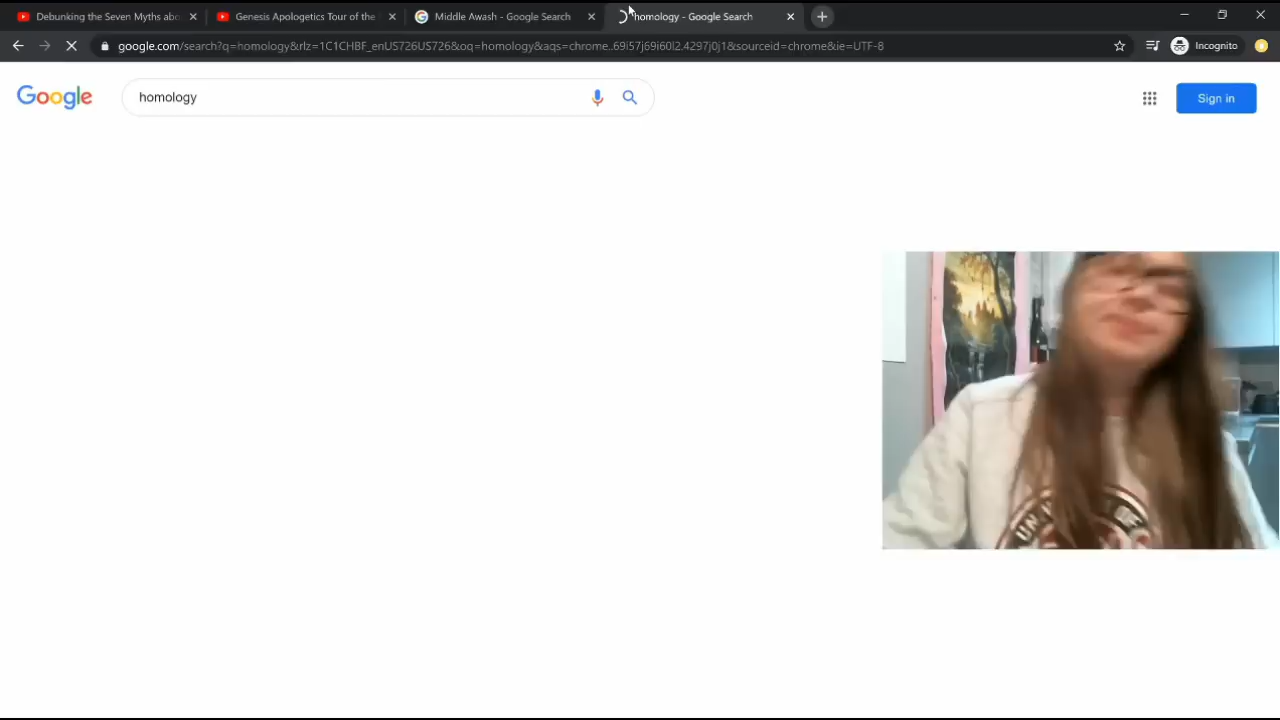 Debunking the Seven Myths abo
Genesis Apologetics Tour of the
Middle Awash - Google Search
homology - Google Search
google.com/search?q=homology&rlz=1C1CHBF_enUS726US726&oq=homology&aqs=chrome..69i57j69i60l2.4297j0j1&sourceid=chrome&ie=UTF-8
Incognito
Google
homology
Sign in